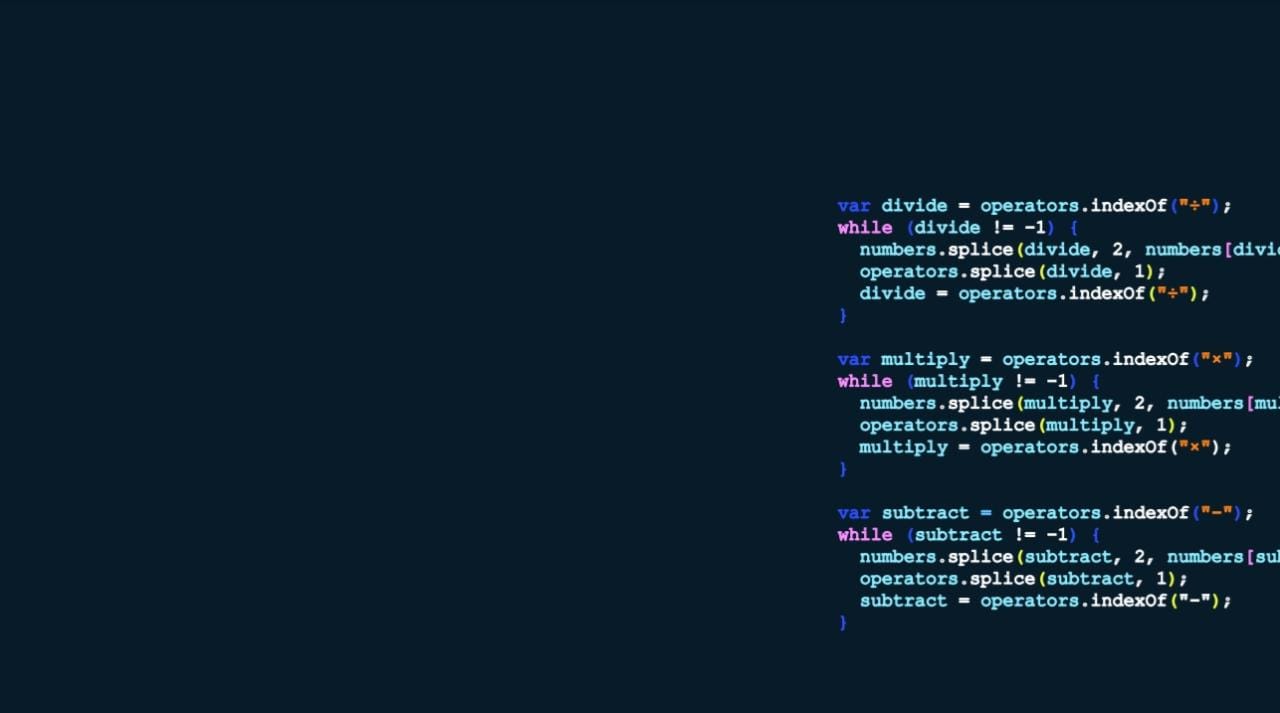 var divide = operators.indexOf("÷");
while (divide != -1) {
numbers.splice(divide, 2, numbers[divi
operators.splice(divide, 1);
divide = operators.indexOf("÷");
}
var multiply = operators.indexOf("×");
while (multiply != -1) {
numbers.splice(multiply, 2, numbers[mul
operators.splice(multiply, 1);
multiply = operators.indexOf("×");
}
var subtract = operators.indexOf("-");
while (subtract != -1) {
numbers.splice(subtract, 2, numbers[sub
operators.splice(subtract, 1);
subtract = operators.indexOf("-");
}